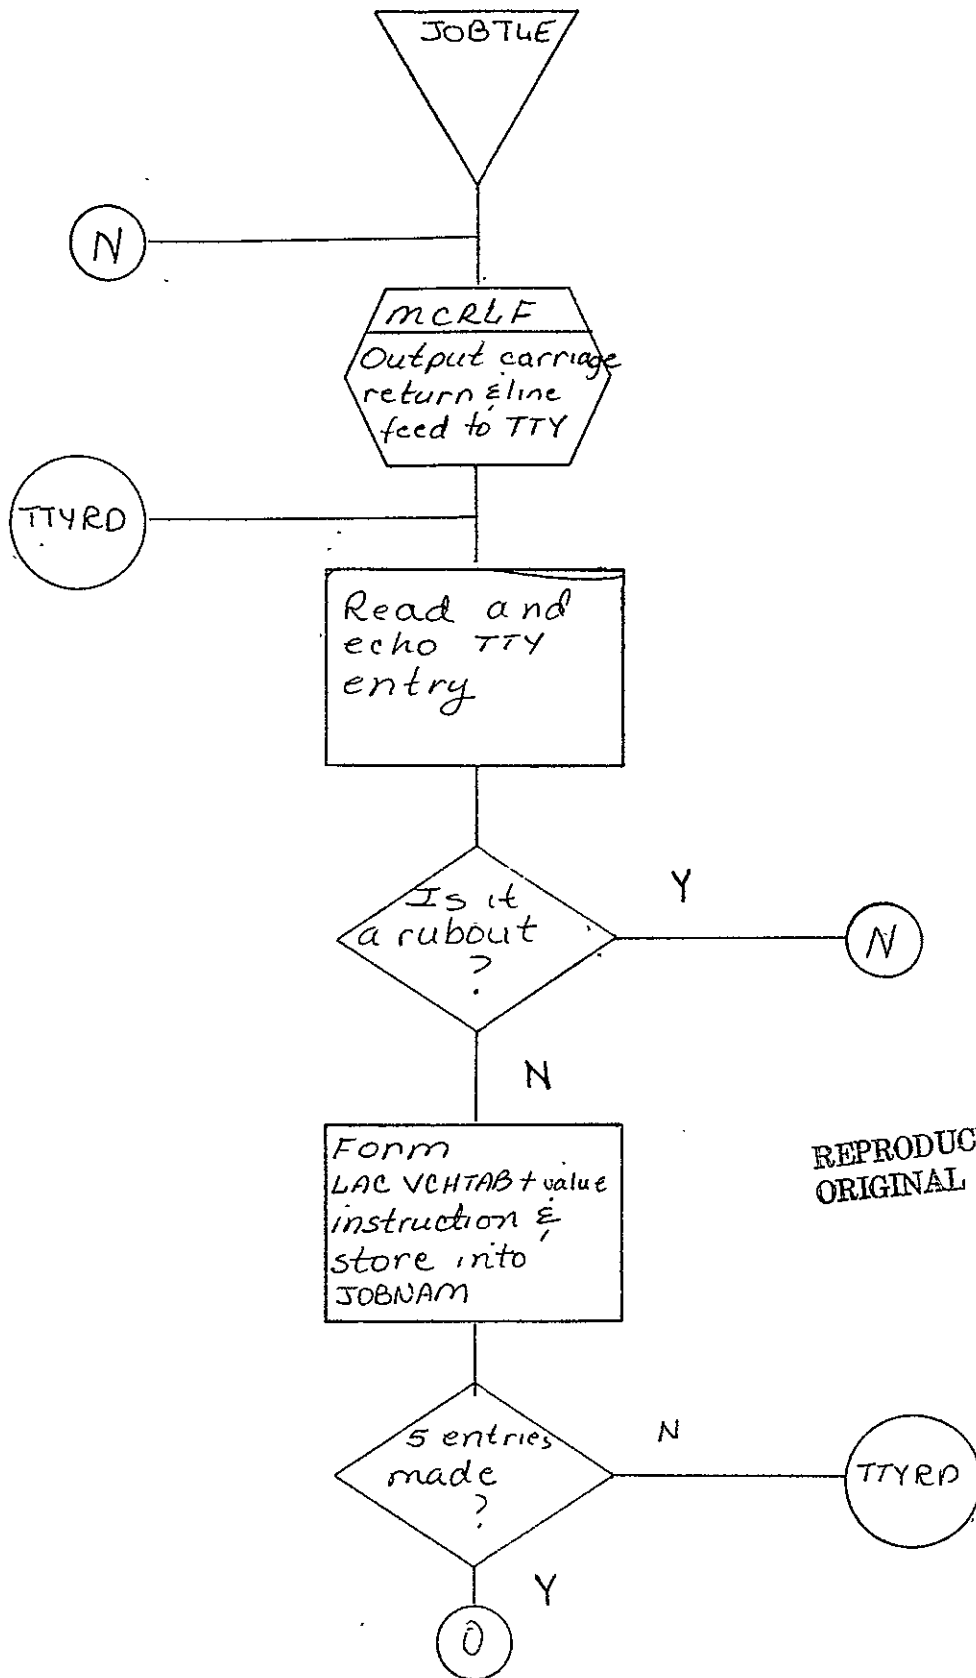 JOBTLE
N
MCRLF
Output carriage
return & line
feed to TTY
TTYRD
Read and
echo TTY
entry
Is it
a rubout
?
Y
N
N
Form
LAC VCHTAB + value
instruction &
store into
JOBNAM
REPRODUC
ORIGINAL
5 entries
made
?
N
TTYRD
Y
O